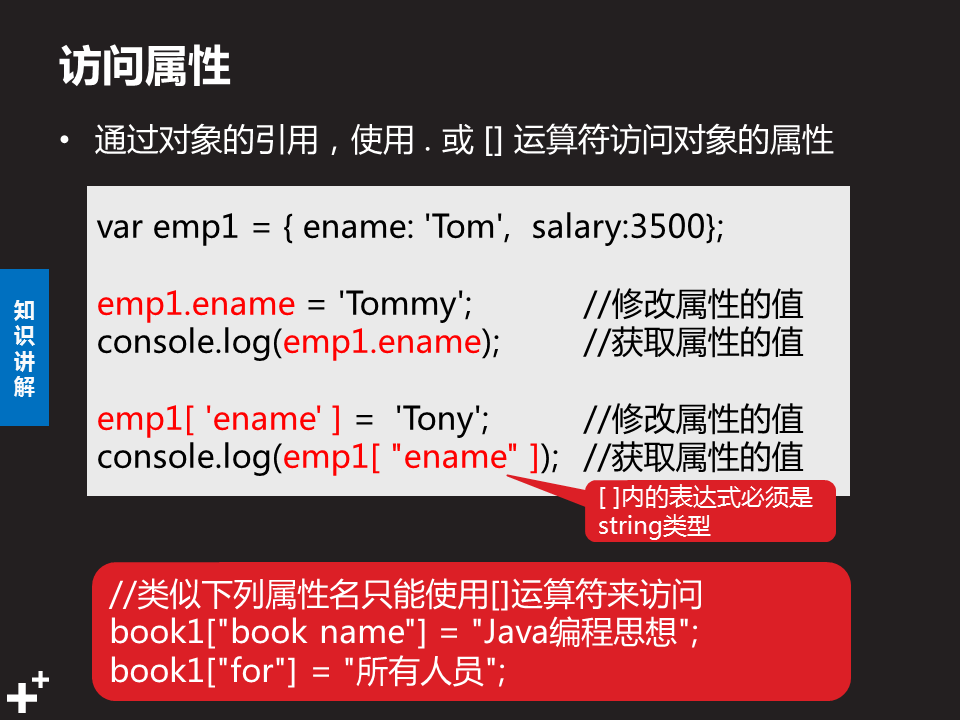 访问属性
• 通过对象的引用，使用 . 或 [] 运算符访问对象的属性
var emp1 = { ename: 'Tom',  salary:3500};
emp1.ename = 'Tommy'; //修改属性的值
console.log(emp1.ename); //获取属性的值
emp1[ 'ename' ] =  'Tony'; //修改属性的值
console.log(emp1[ "ename" ]); //获取属性的值
[ ]内的表达式必须是
string类型
知
识
讲
解
//类似下列属性名只能使用[]运算符来访问
book1["book name"] = "Java编程思想";
book1["for"] = "所有人员";